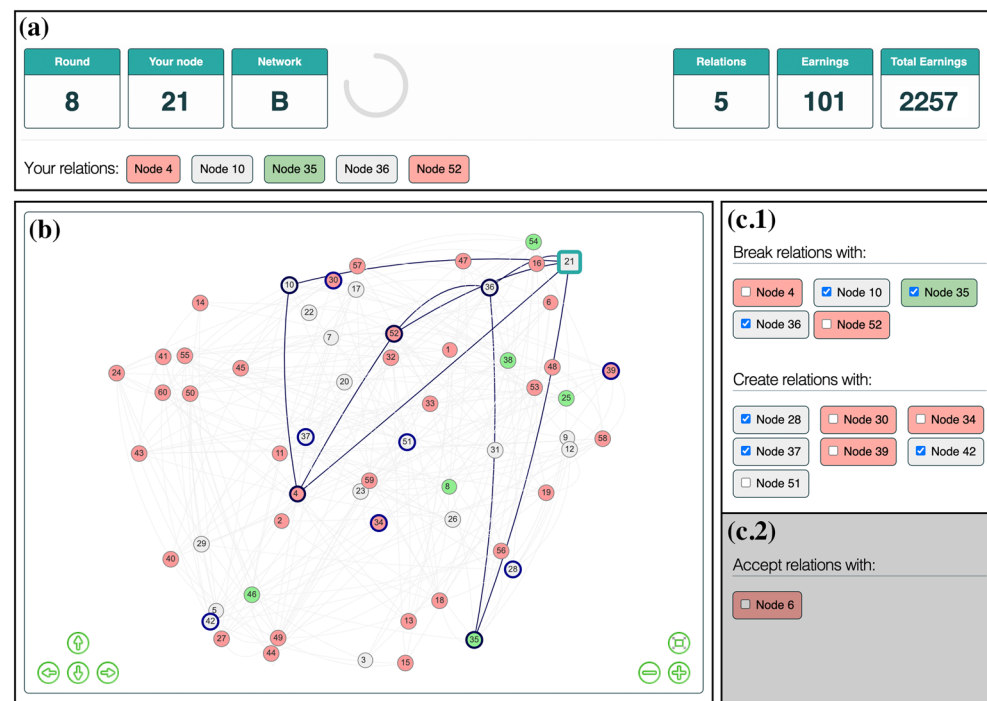 (a)
Round Your node Network Relations Earnings Total Earnings
8 21 B 5 101 2257
Your relations: Node 4 Node 10 Node 35 Node 36 Node 52
(b)
54
47 16 21
57
30
10 17 36
14 6
22
52
7
1
41 55 32
38
45 48 39
24
20 53
60 50 25
33
37 9 58
51
31 12
43 11
59
8
4 23 19
34
2 26
29
56
40
28
46
18
5
42 13
27 49 35
44
3 15
(c.1)
Break relations with:
Node 4 Node 10 Node 35
Node 36 Node 52
Create relations with:
Node 28 Node 30 Node 34
Node 37 Node 39 Node 42
Node 51
(c.2)
Accept relations with:
Node 6